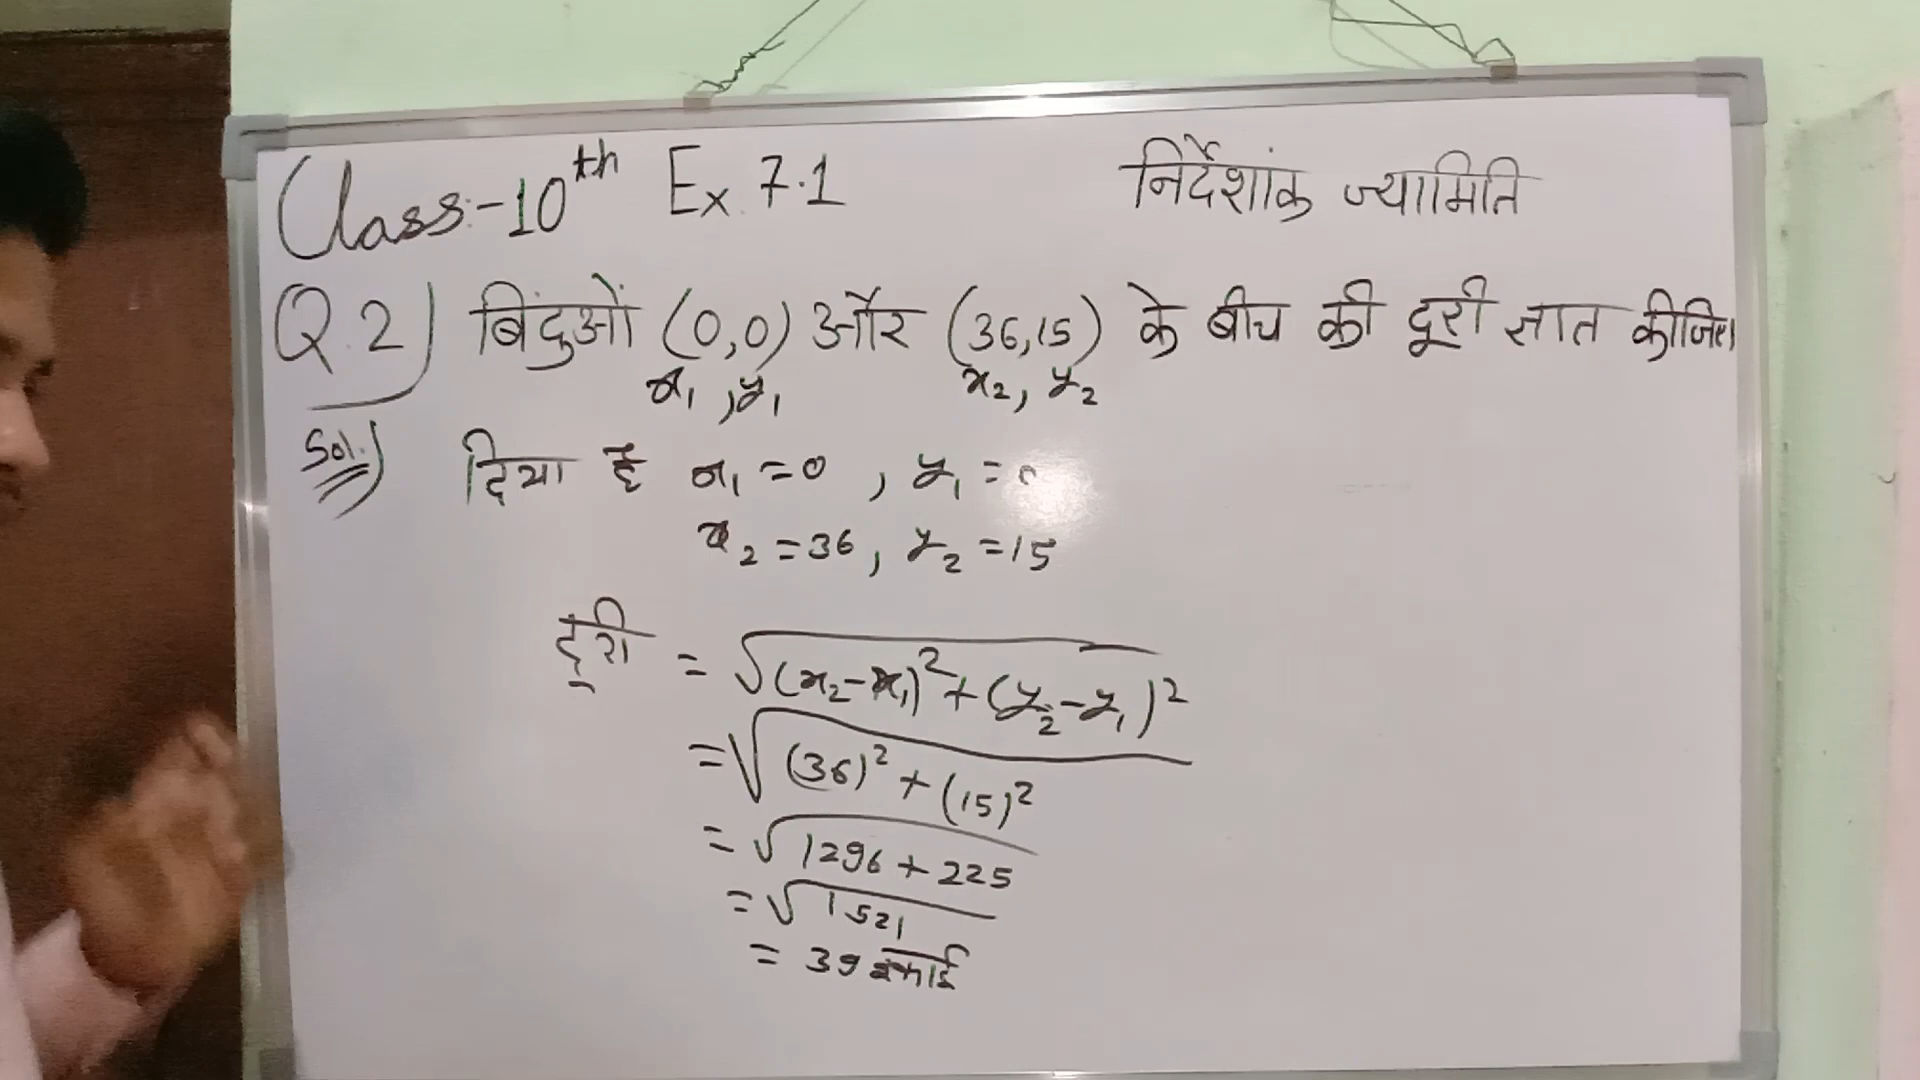 Class:-10th Ex 7.1 निर्देशांक ज्यामिति
Q.2) बिंदुओं (0,0) और (36,15) के बीच की दूरी ज्ञात कीजिए।
x₁, y₁ x₂, y₂
Sol.) दिया है x₁ = 0, y₁ = 0
x₂ = 36, y₂ = 15
दूरी = √(x₂-x₁)² + (y₂-y₁)²
= √(36)² + (15)²
= √1296 + 225
= √1521
= 39 इकाई